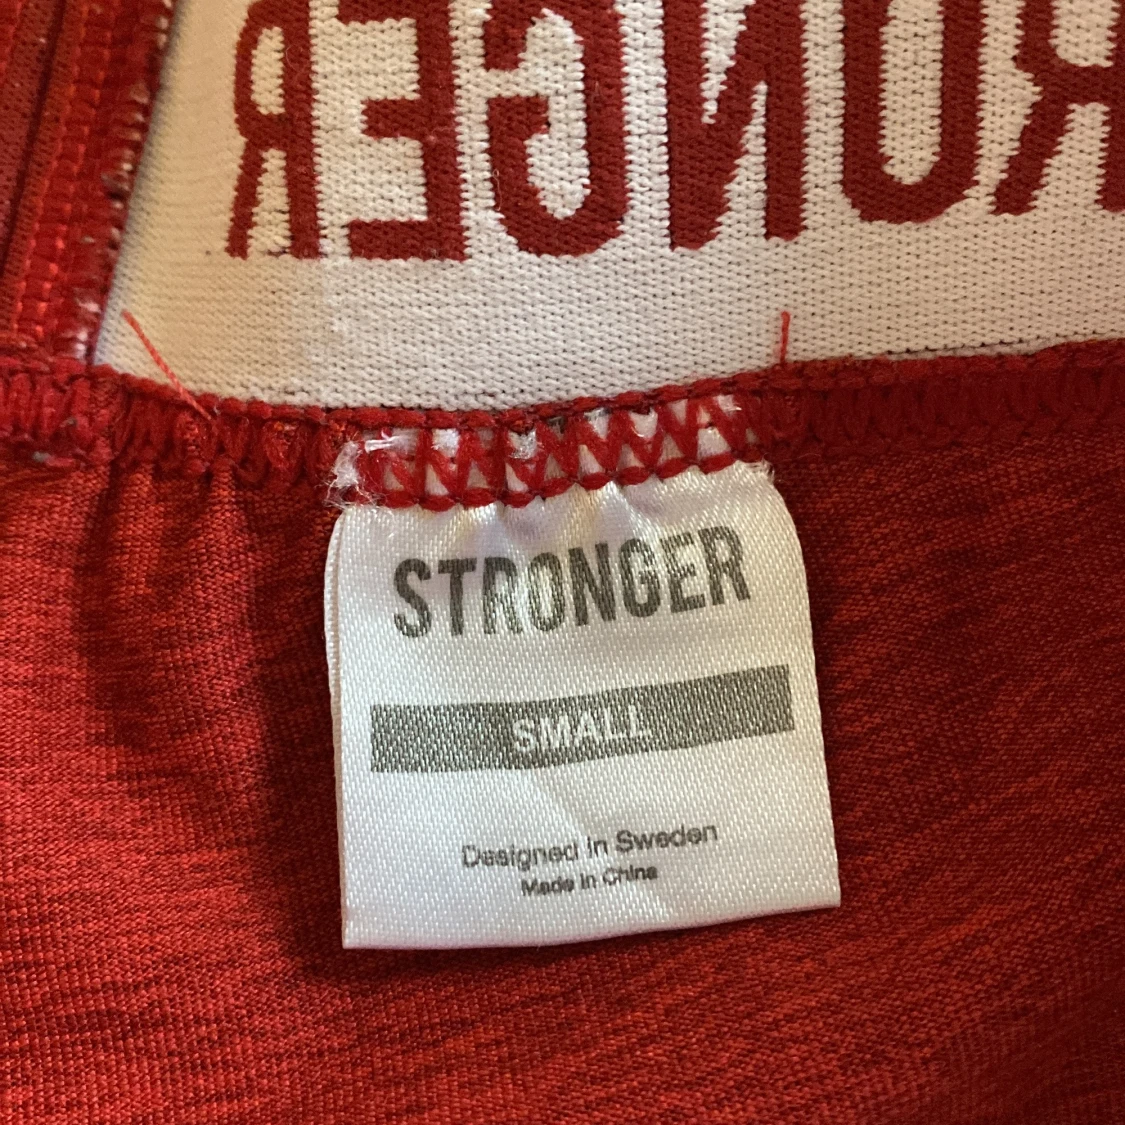 RONGER
STRONGER
SMALL
Designed in Sweden
Made in China